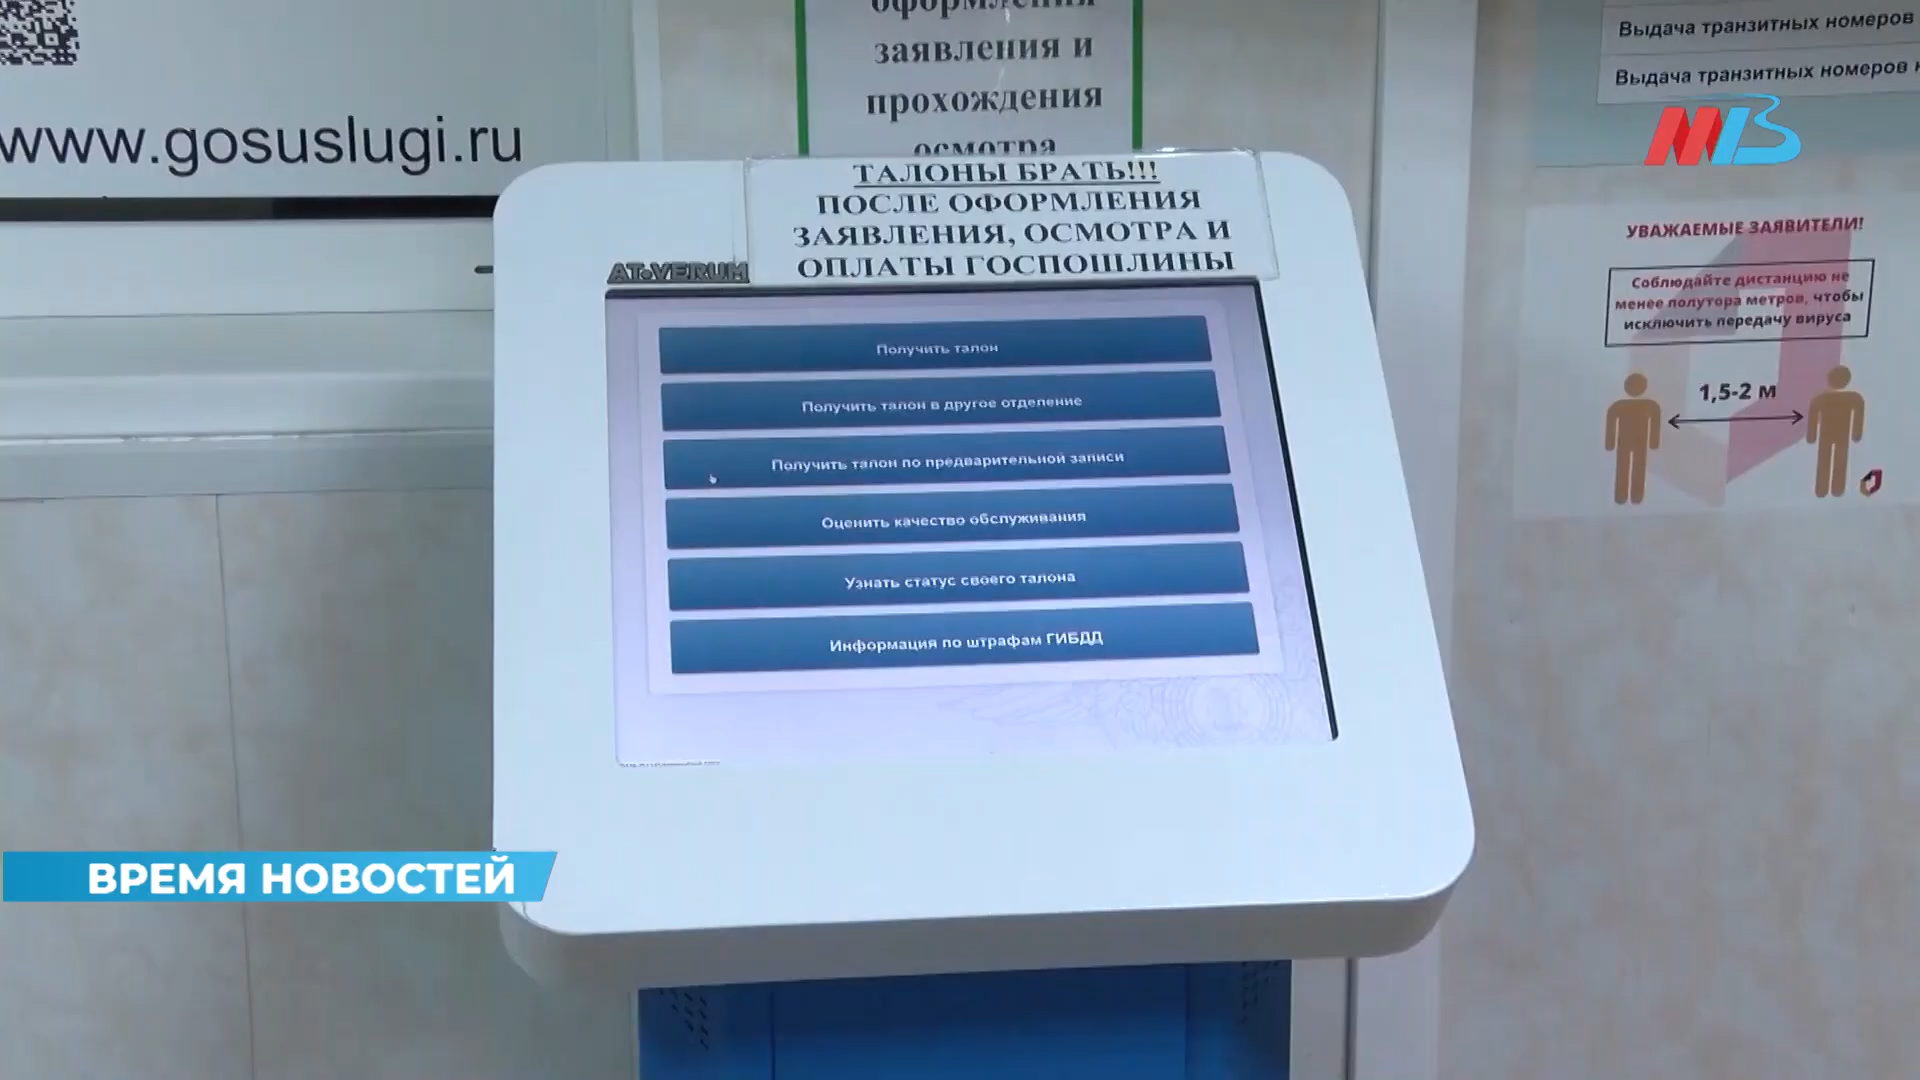 www.gosuslugi.ru
оформления
заявления и
прохождения
осмотра
ТАЛОНЫ БРАТЬ!!!
ПОСЛЕ ОФОРМЛЕНИЯ
ЗАЯВЛЕНИЯ, ОСМОТРА И
ОПЛАТЫ ГОСПОШЛИНЫ
AT VERUM
Получить талон
Получить талон в другое отделение
Получить талон по предварительной записи
Оценить качество обслуживания
Узнать статус своего талона
Информация по штрафам ГИБДД
Выдача транзитных номеров
Выдача транзитных номеров
МТВ
УВАЖАЕМЫЕ ЗАЯВИТЕЛИ!
Соблюдайте дистанцию не
менее полутора метров, чтобы
исключить передачу вируса
1,5-2 м
ВРЕМЯ НОВОСТЕЙ